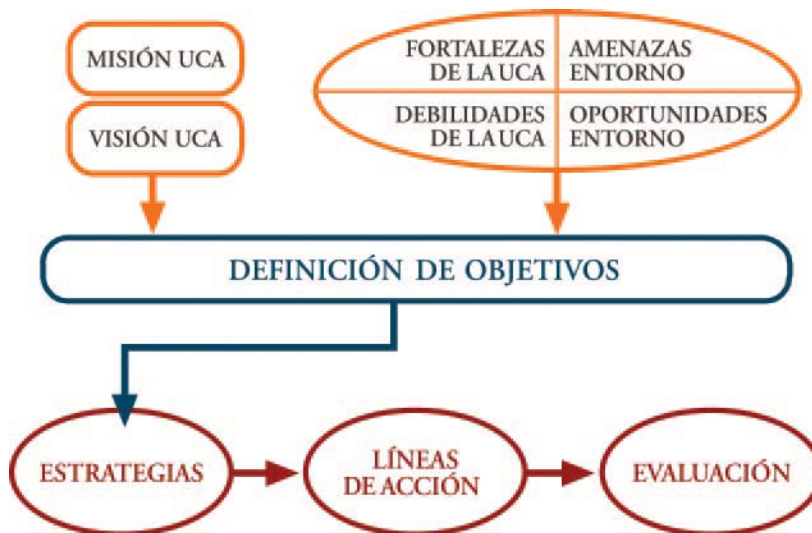 MISIÓN UCA
VISIÓN UCA
FORTALEZAS
DE LA UCA
AMENAZAS
ENTORNO
DEBILIDADES
DE LA UCA
OPORTUNIDADES
ENTORNO
DEFINICIÓN DE OBJETIVOS
ESTRATEGIAS
LÍNEAS
DE ACCIÓN
EVALUACIÓN